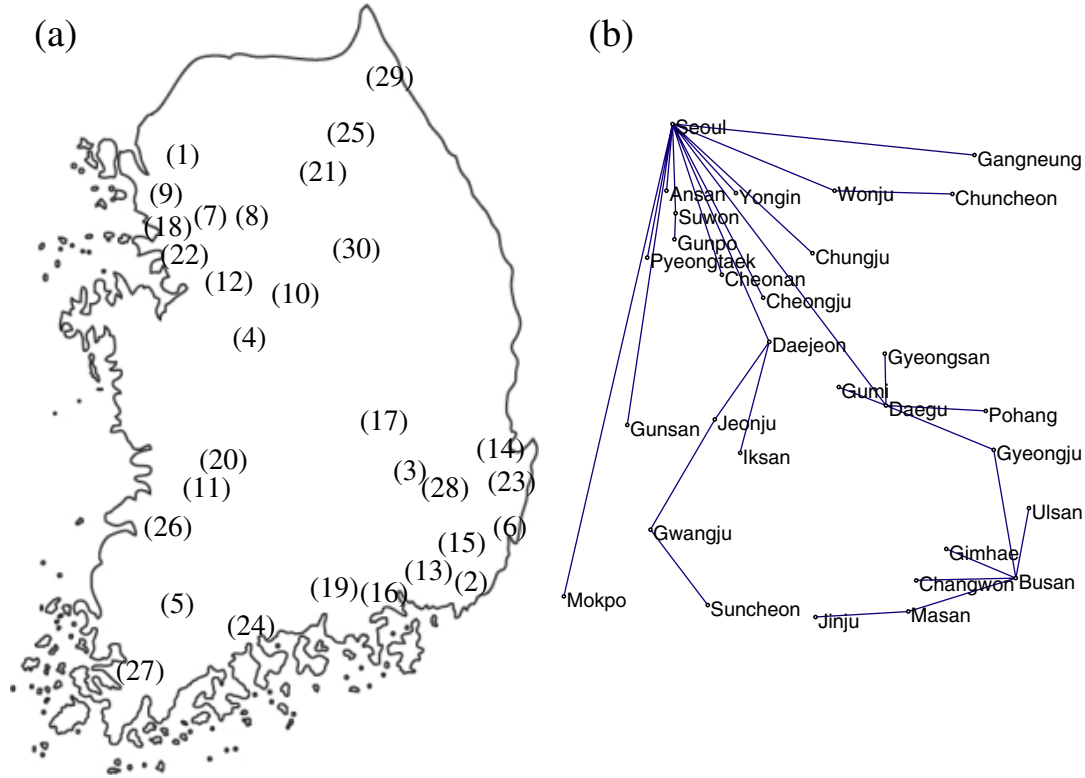 (a)
(29)
(25)
(1)
(21)
(9)
(7) (8)
(18)
(30)
(22)
(12)
(10)
(4)
(17)
(14)
(20)
(3)
(11)
(28)
(23)
(26)
(6)
(15)
(13)
(2)
(19)
(16)
(5)
(24)
(27)
(b)
Seoul
Gangneung
Ansan
Yongin
Wonju
Chuncheon
Suwon
Gunpo
Chungju
Pyeongtaek
Cheonan
Cheongju
Daejeon
Gyeongsan
Gumi
Daegu
Pohang
Gunsan
Jeonju
Gyeongju
Iksan
Ulsan
Gwangju
Gimhae
Changwon
Busan
Mokpo
Suncheon
Masan
Jinju